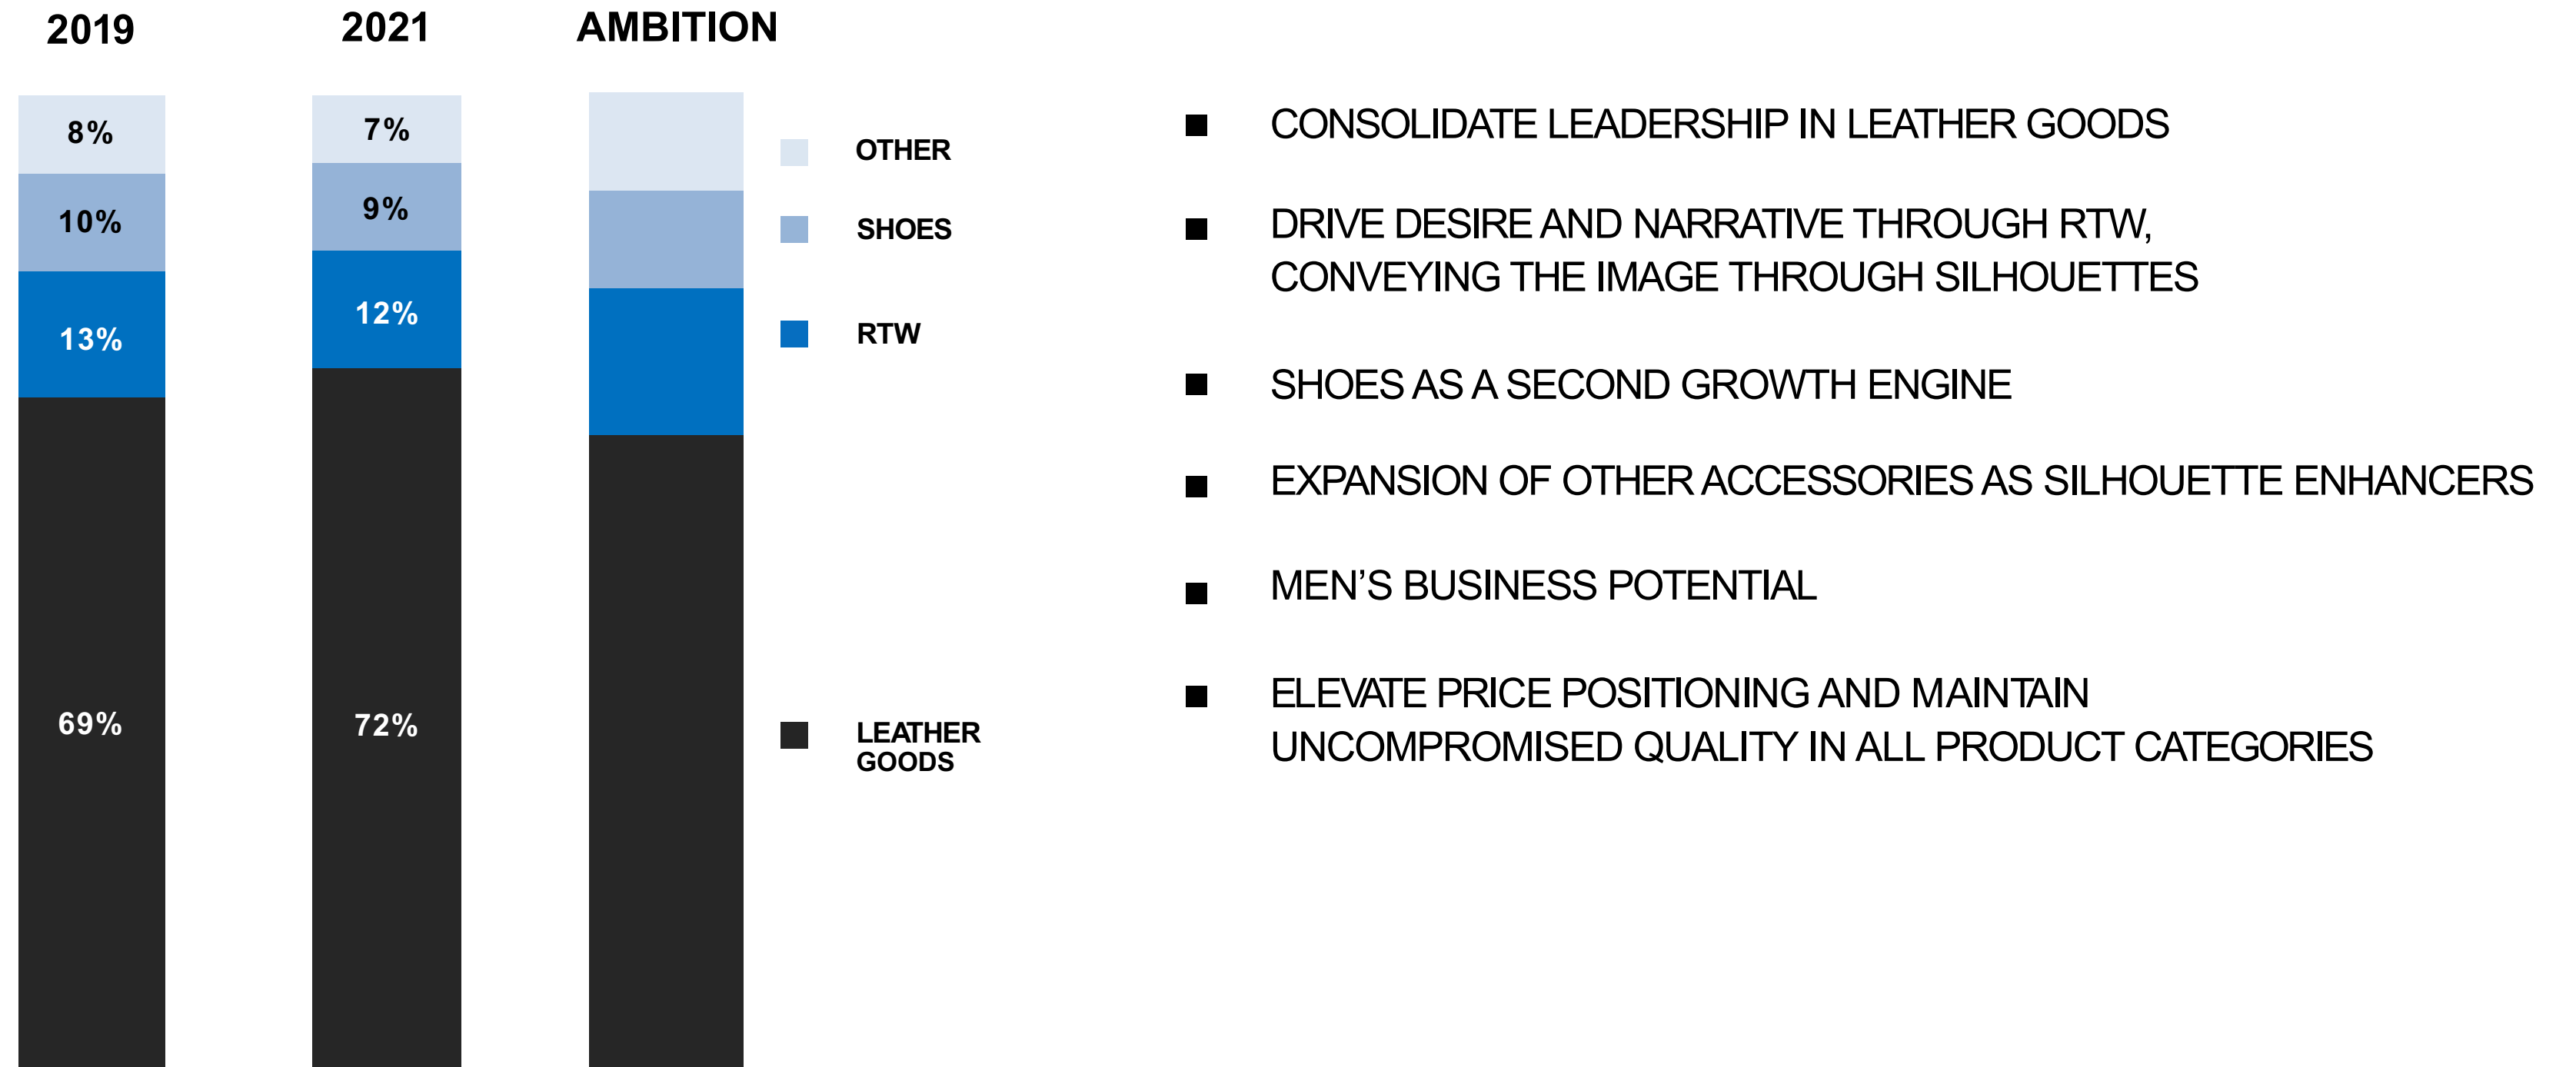 2019
2021
AMBITION
8%
10%
13%
69%
7%
9%
12%
72%
OTHER
SHOES
RTW
LEATHER
GOODS
■ CONSOLIDATE LEADERSHIP IN LEATHER GOODS
■ DRIVE DESIRE AND NARRATIVE THROUGH RTW,
CONVEYING THE IMAGE THROUGH SILHOUETTES
■ SHOES AS A SECOND GROWTH ENGINE
■ EXPANSION OF OTHER ACCESSORIES AS SILHOUETTE ENHANCERS
■ MEN’S BUSINESS POTENTIAL
■ ELEVATE PRICE POSITIONING AND MAINTAIN
UNCOMPROMISED QUALITY IN ALL PRODUCT CATEGORIES